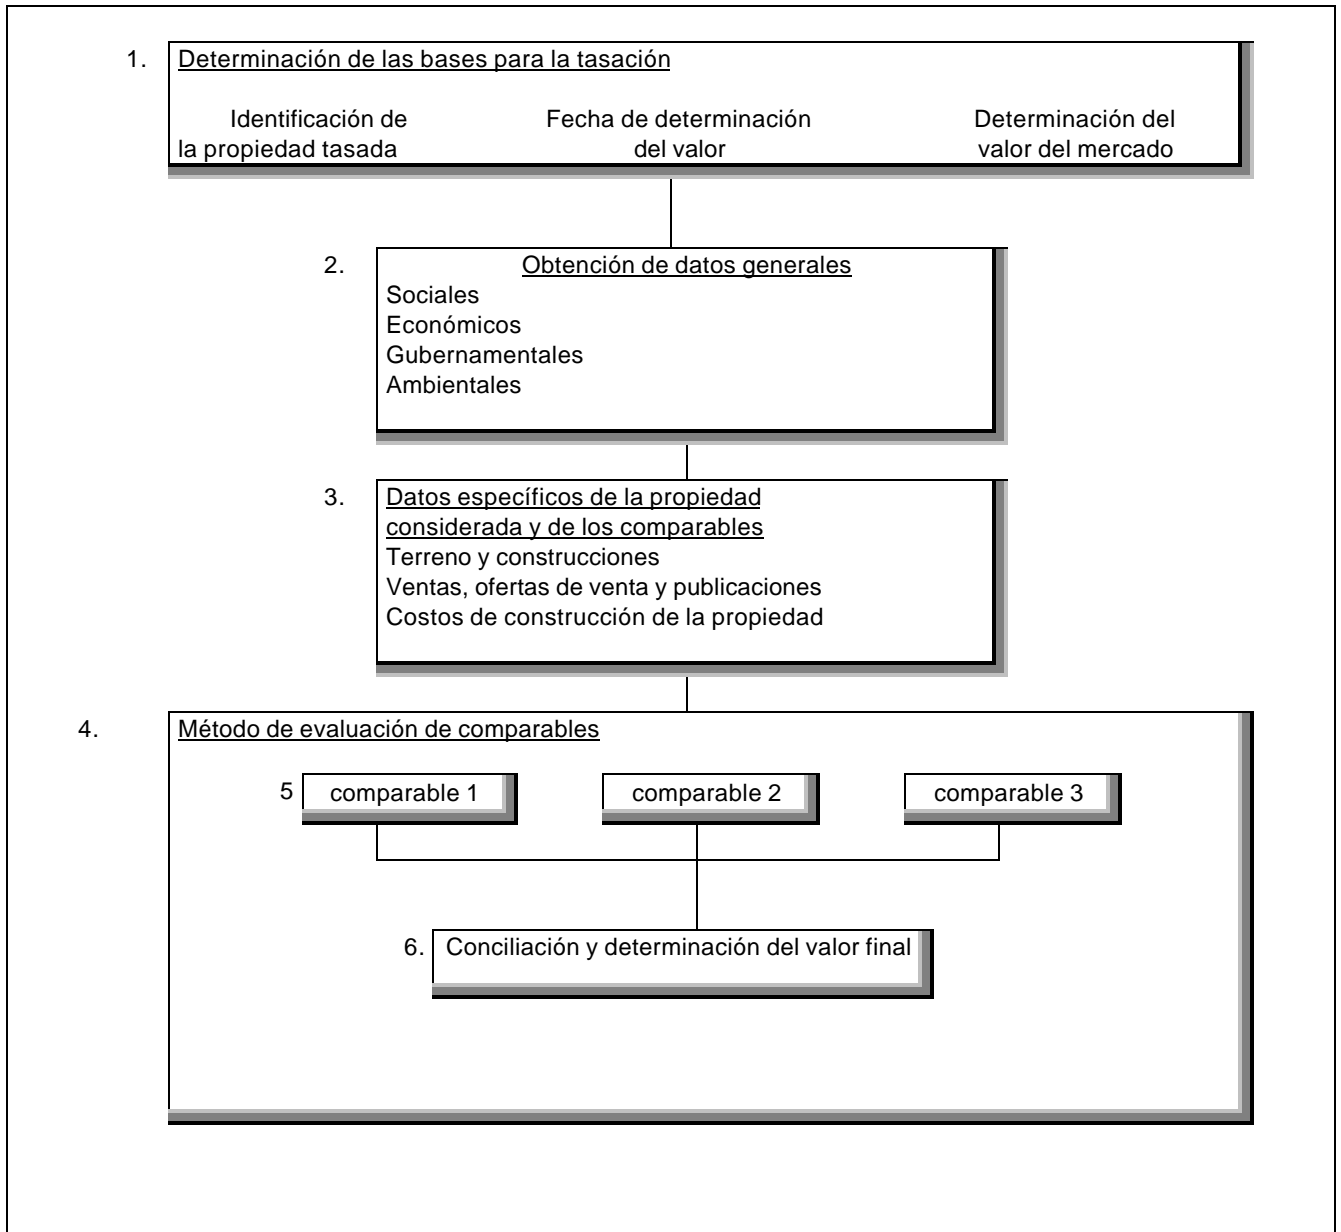 1. Determinación de las bases para la tasación
Identificación de la propiedad tasada
Fecha de determinación del valor
Determinación del valor del mercado
2. Obtención de datos generales
Sociales
Económicos
Gubernamentales
Ambientales
3. Datos específicos de la propiedad
considerada y de los comparables
Terreno y construcciones
Ventas, ofertas de venta y publicaciones
Costos de construcción de la propiedad
4. Método de evaluación de comparables
5 comparable 1 comparable 2 comparable 3
6. Conciliación y determinación del valor final